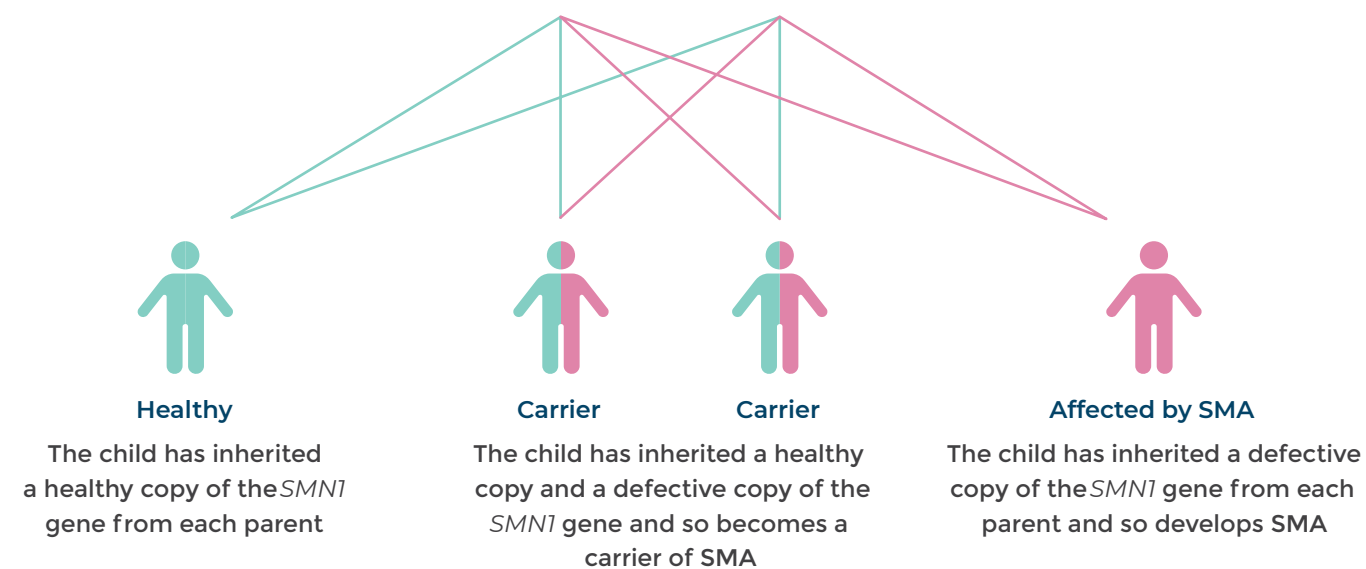 Healthy
The child has inherited
a healthy copy of the SMN1
gene from each parent
Carrier
Carrier
The child has inherited a healthy
copy and a defective copy of the
SMN1 gene and so becomes a
carrier of SMA
Affected by SMA
The child has inherited a defective
copy of the SMN1 gene from each
parent and so develops SMA